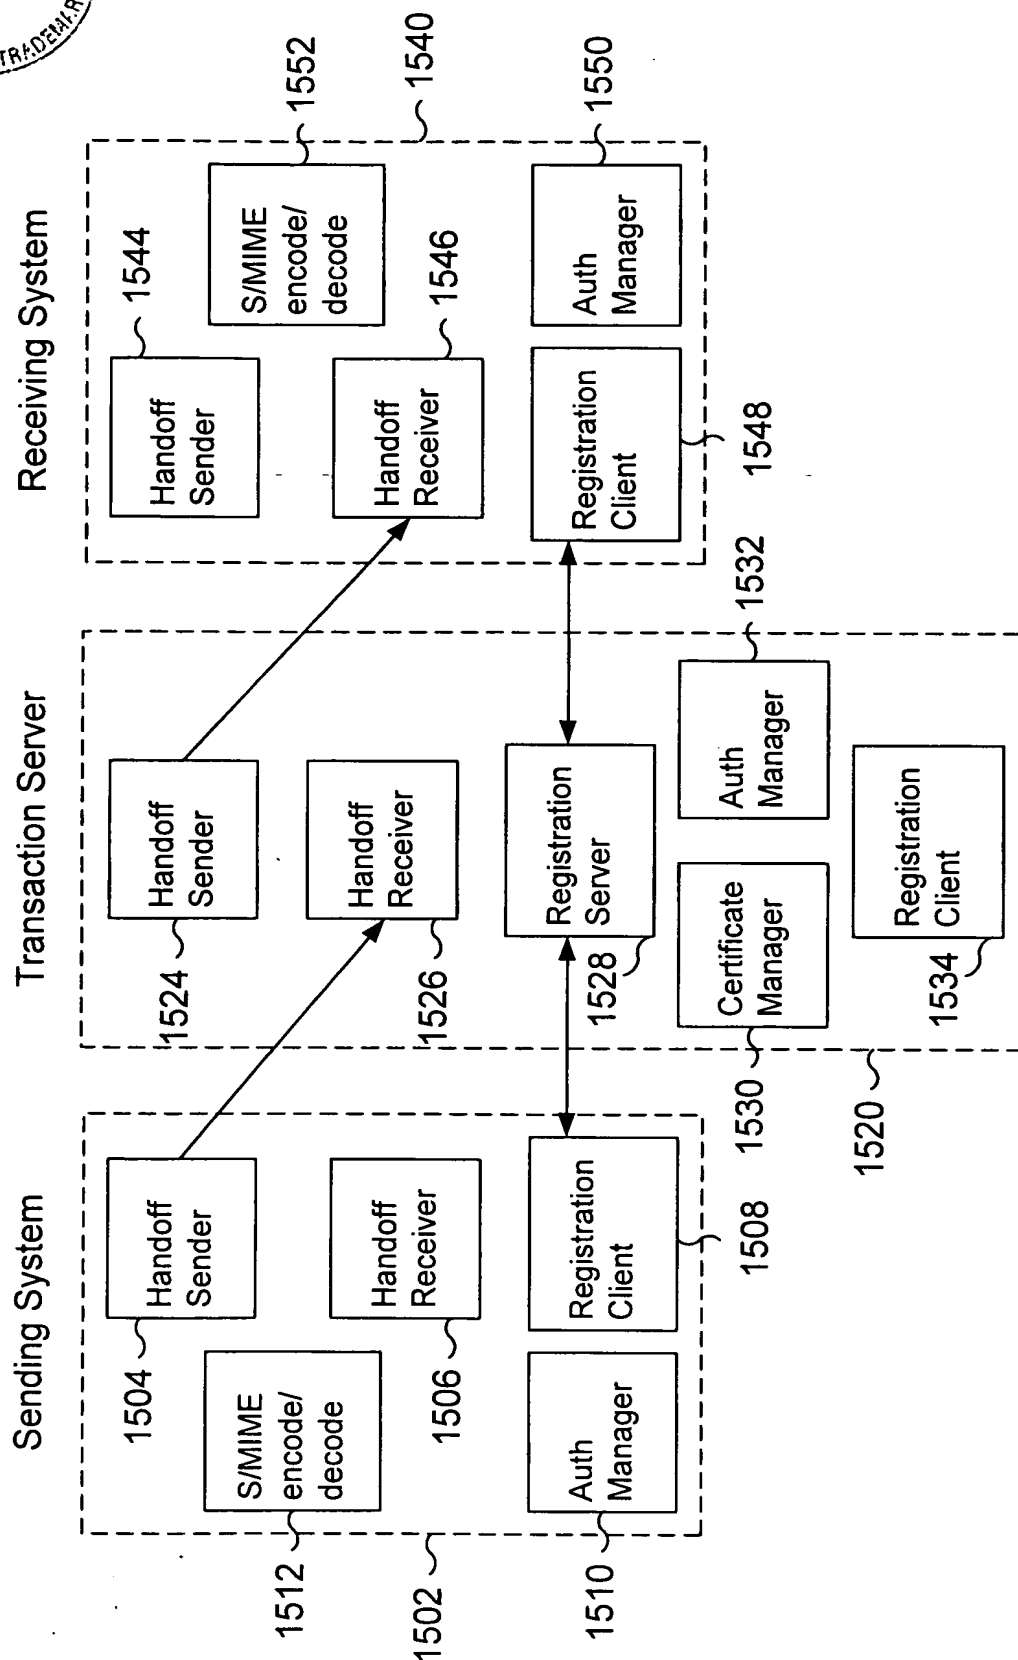 TRADEMAR
Sending System
Transaction Server
Receiving System
1504
Handoff
Sender
1512
S/MIME
encode/
decode
1502
1506
Handoff
Receiver
1508
Registration
Client
1510
Auth
Manager
1524
Handoff
Sender
1526
Handoff
Receiver
1528
Registration
Server
1530
Certificate
Manager
1532
Auth
Manager
1534
Registration
Client
1520
1544
Handoff
Sender
1552
S/MIME
encode/
decode
1540
1546
Handoff
Receiver
1548
Registration
Client
1550
Auth
Manager